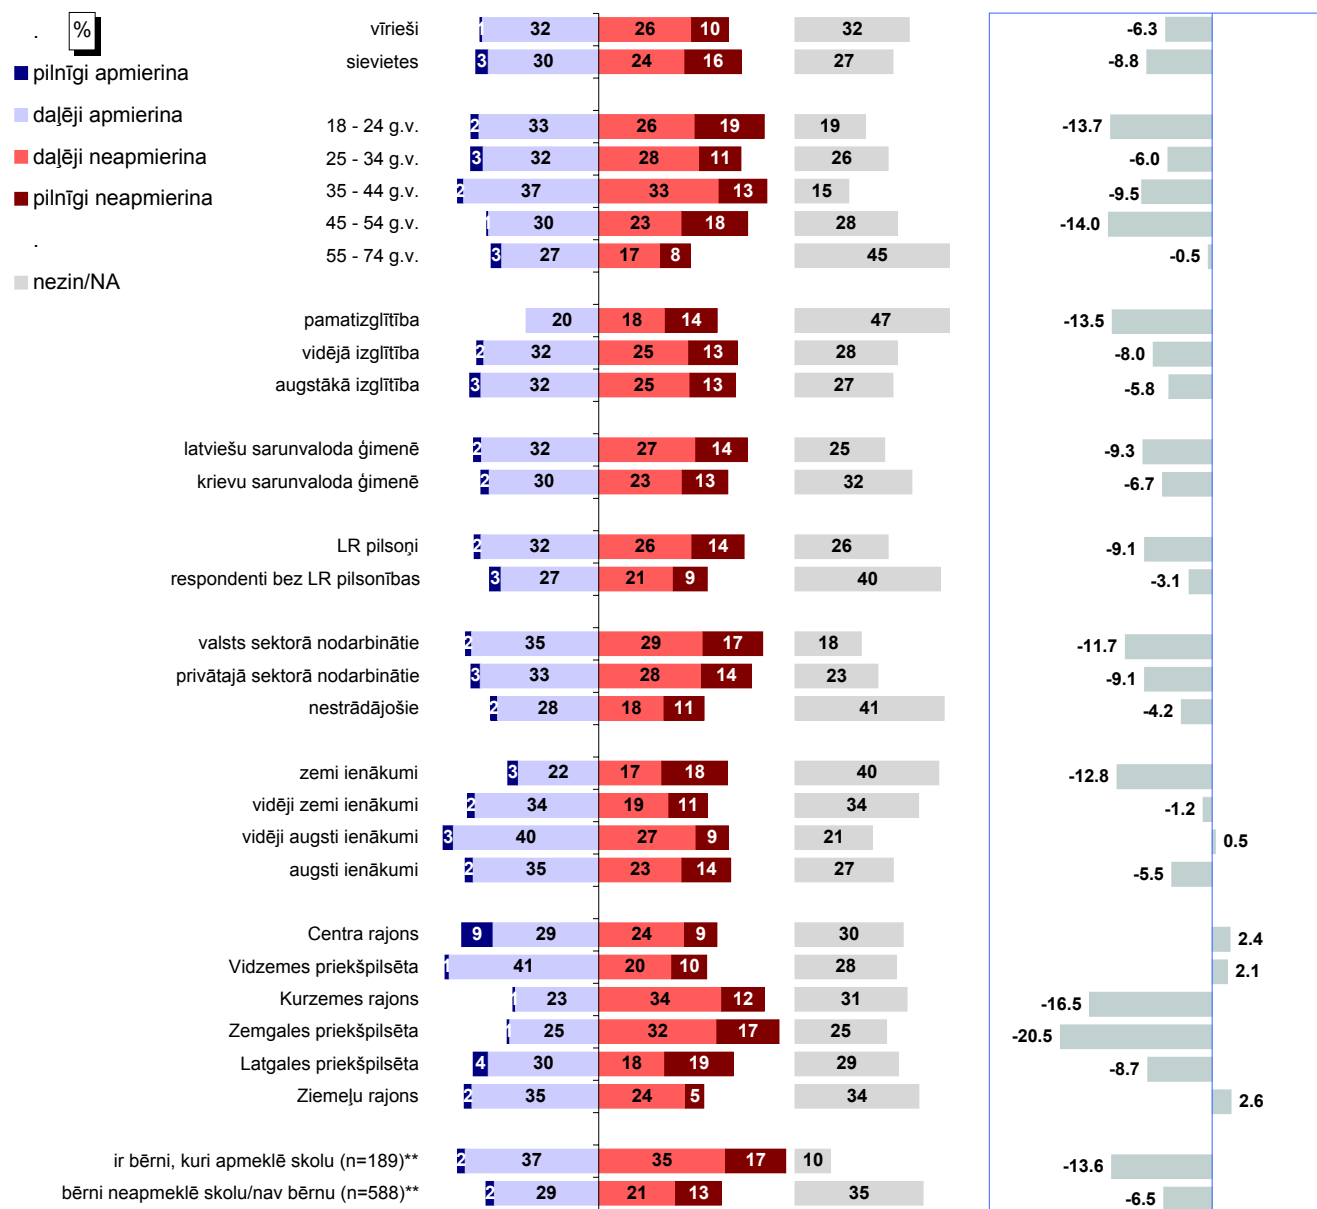 . %
pilnīgi apmierina
daļēji apmierina
daļēji neapmierina
pilnīgi neapmierina
.
nezin/NA
vīrieši 1 32 26 10 32 -6.3
sievietes 3 30 24 16 27 -8.8
18 - 24 g.v. 2 33 26 19 19 -13.7
25 - 34 g.v. 3 32 28 11 26 -6.0
35 - 44 g.v. 2 37 33 13 15 -9.5
45 - 54 g.v. 1 30 23 18 28 -14.0
55 - 74 g.v. 3 27 17 8 45 -0.5
pamatizglītība 20 18 14 47 -13.5
vidējā izglītība 2 32 25 13 28 -8.0
augstākā izglītība 3 32 25 13 27 -5.8
latviešu sarunvaloda ģimenē 2 32 27 14 25 -9.3
krievu sarunvaloda ģimenē 2 30 23 13 32 -6.7
LR pilsoņi 2 32 26 14 26 -9.1
respondenti bez LR pilsonības 3 27 21 9 40 -3.1
valsts sektorā nodarbinātie 2 35 29 17 18 -11.7
privātajā sektorā nodarbinātie 3 33 28 14 23 -9.1
nestrādājošie 2 28 18 11 41 -4.2
zemi ienākumi 3 22 17 18 40 -12.8
vidēji zemi ienākumi 2 34 19 11 34 -1.2
vidēji augsti ienākumi 3 40 27 9 21 0.5
augsti ienākumi 2 35 23 14 27 -5.5
Centra rajons 9 29 24 9 30 2.4
Vidzemes priekšpilsēta 1 41 20 10 28 2.1
Kurzemes rajons 1 23 34 12 31 -16.5
Zemgales priekšpilsēta 1 25 32 17 25 -20.5
Latgales priekšpilsēta 4 30 18 19 29 -8.7
Ziemeļu rajons 2 35 24 5 34 2.6
ir bērni, kuri apmeklē skolu (n=189)** 2 37 35 17 10 -13.6
bērni neapmeklē skolu/nav bērnu (n=588)** 2 29 21 13 35 -6.5